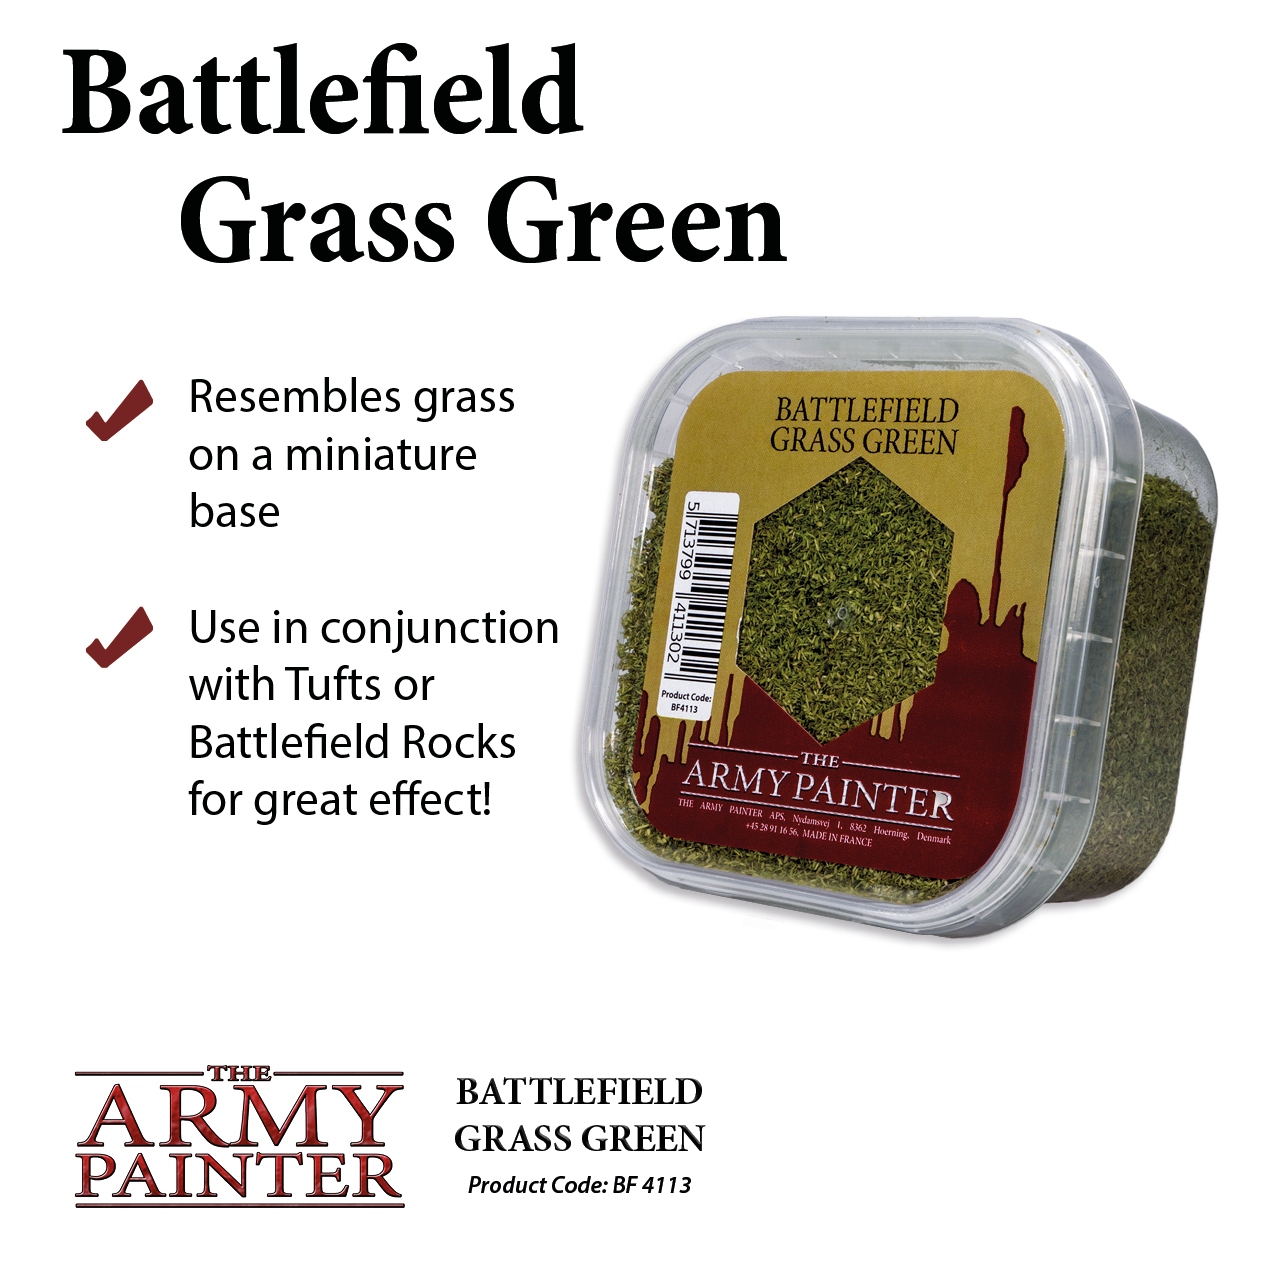 Battlefield
Grass Green
Resembles grass
on a miniature
base
Use in conjunction
with Tufts or
Battlefield Rocks
for great effect!
BATTLEFIELD
GRASS GREEN
5 713799 411302
Product Code:
BF4113
THE
ARMY PAINTER
THE ARMY PAINTER APS, Nydamsvej 1, 8362 Hoerning, Denmark
+45 28 91 16 56, MADE IN FRANCE
THE
ARMY
PAINTER
BATTLEFIELD
GRASS GREEN
Product Code: BF 4113